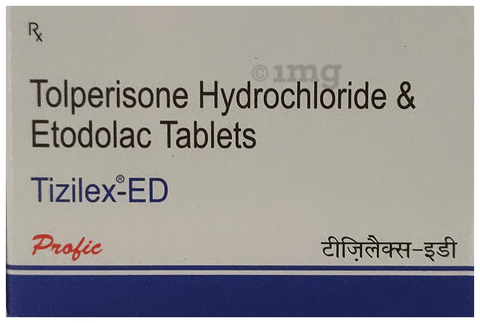 Rx
©1mg
Tolperisone Hydrochloride &
Etodolac Tablets
Tizilex®-ED
Profic
टीज़िलैक्स-इडी